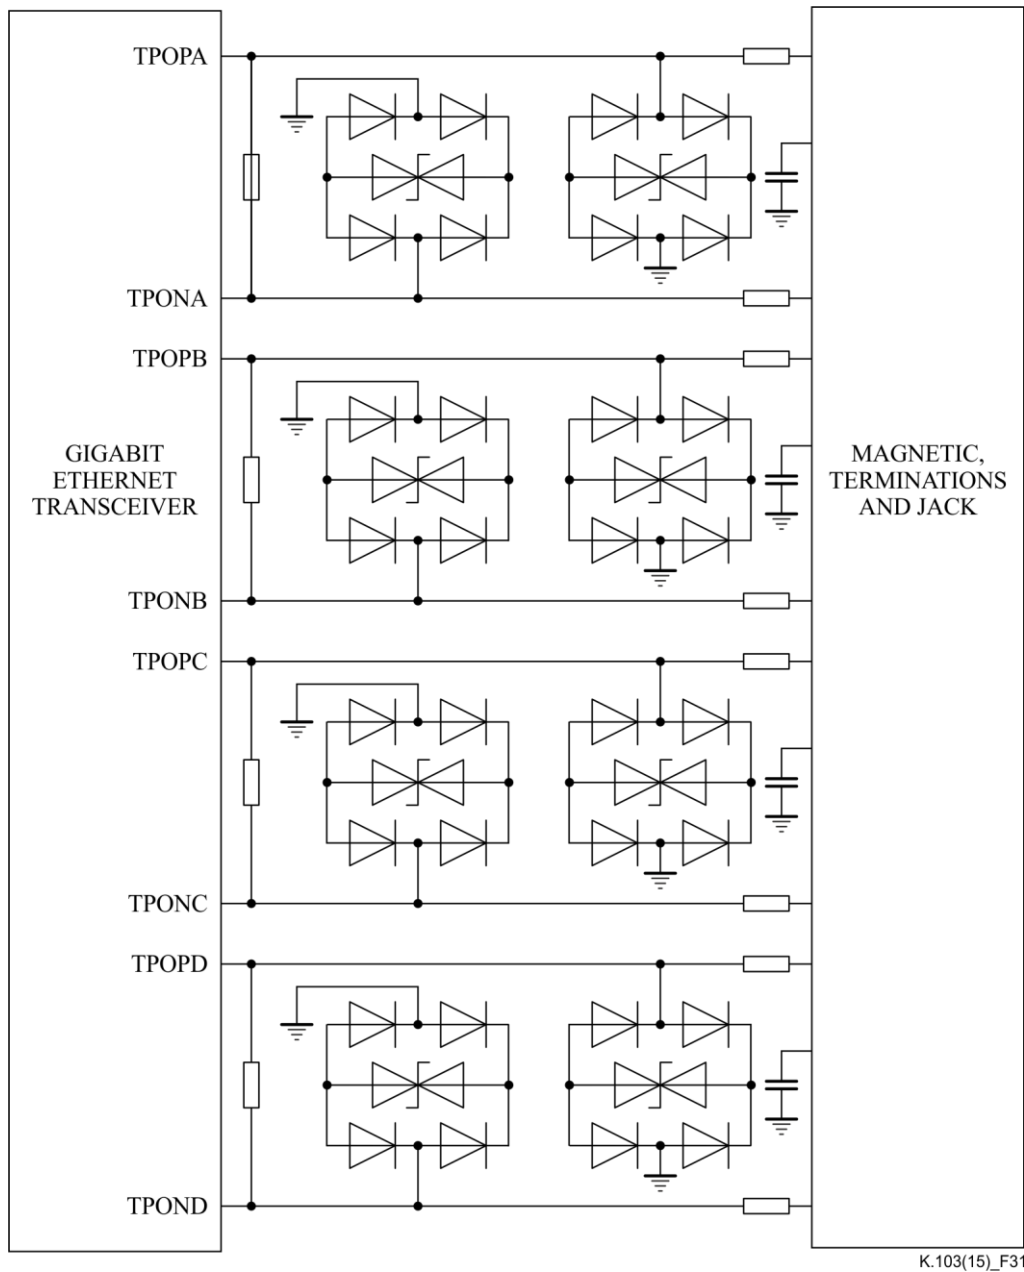 TPOPA
TPONA
TPOPB
GIGABIT
ETHERNET
TRANSCEIVER
MAGNETIC,
TERMINATIONS
AND JACK
TPONB
TPOPC
TPONC
TPOPD
TPOND
K.103(15)_F31